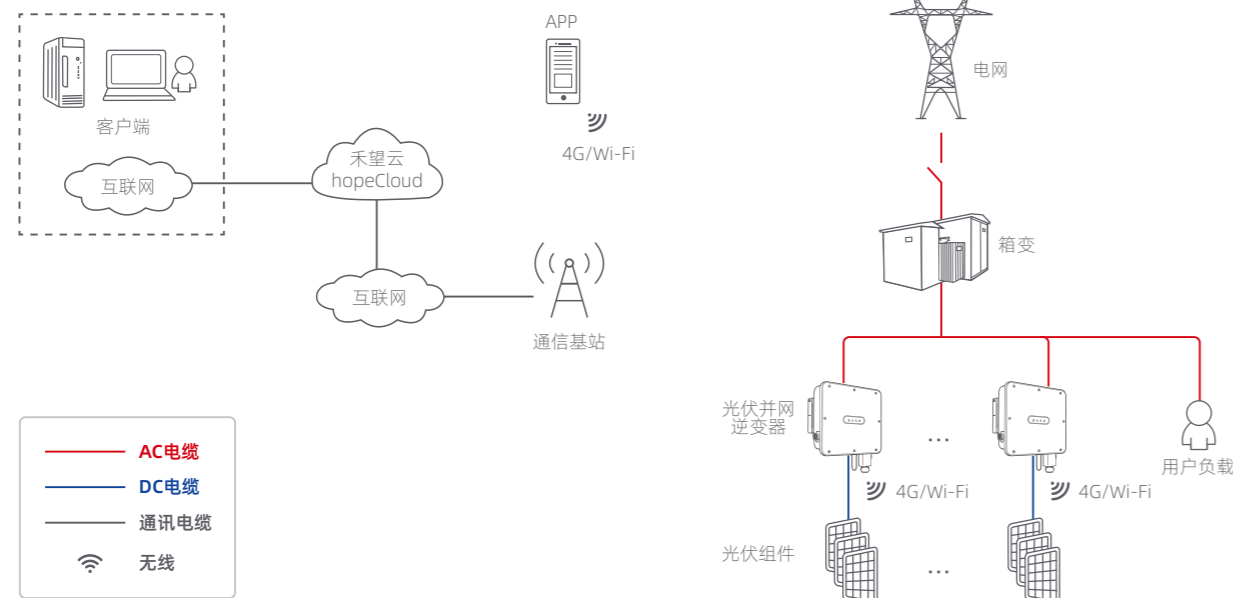 APP
电网
客户端
4G/Wi-Fi
禾望云
hopeCloud
互联网
箱变
互联网
通信基站
光伏并网
逆变器
...
用户负载
4G/Wi-Fi
4G/Wi-Fi
光伏组件
...
AC电缆
DC电缆
通讯电缆
无线